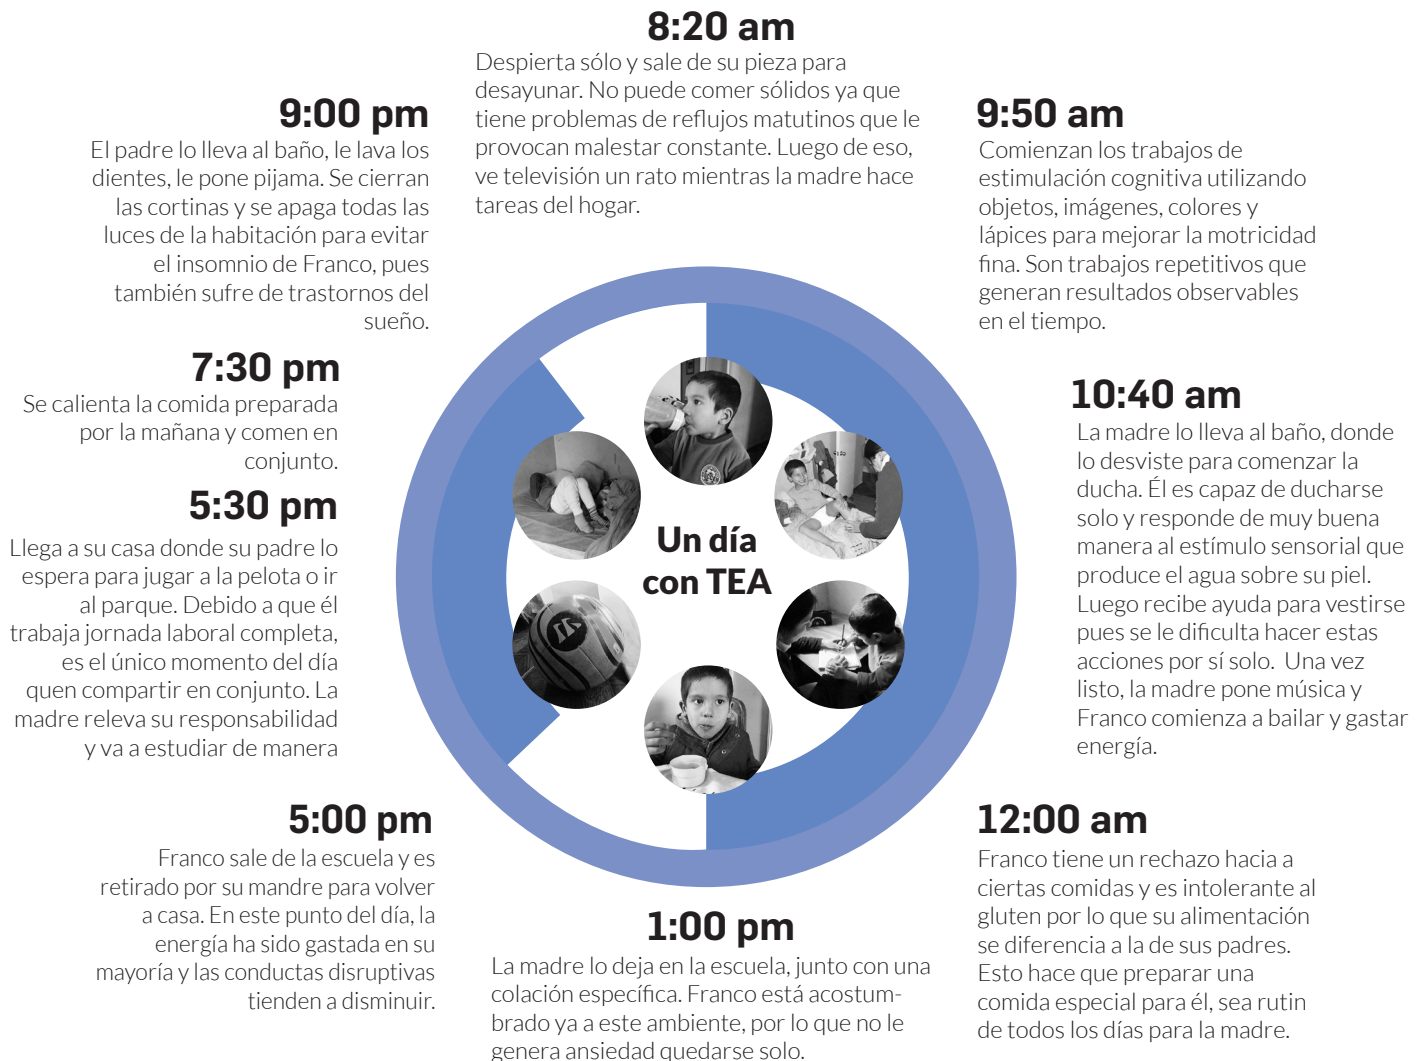 8:20 am
Despierta sólo y sale de su pieza para
desayunar. No puede comer sólidos ya que
tiene problemas de reflujos matutinos que le
provocan malestar constante. Luego de eso,
ve televisión un rato mientras la madre hace
tareas del hogar.
9:50 am
Comienzan los trabajos de
estimulación cognitiva utilizando
objetos, imágenes, colores y
lápices para mejorar la motricidad
fina. Son trabajos repetitivos que
generan resultados observables
en el tiempo.
10:40 am
La madre lo lleva al baño, donde
lo desviste para comenzar la
ducha. Él es capaz de ducharse
solo y responde de muy buena
manera al estímulo sensorial que
produce el agua sobre su piel.
Luego recibe ayuda para vestirse
pues se le dificulta hacer estas
acciones por sí solo. Una vez
listo, la madre pone música y
Franco comienza a bailar y gastar
energía.
12:00 am
Franco tiene un rechazo hacia a
ciertas comidas y es intolerante al
gluten por lo que su alimentación
se diferencia a la de sus padres.
Esto hace que preparar una
comida especial para él, sea rutin
de todos los días para la madre.
1:00 pm
La madre lo deja en la escuela, junto con una
colación específica. Franco está acostum-
brado ya a este ambiente, por lo que no le
genera ansiedad quedarse solo.
5:00 pm
Franco sale de la escuela y es
retirado por su mandre para volver
a casa. En este punto del día, la
energía ha sido gastada en su
mayoría y las conductas disruptivas
tienden a disminuir.
5:30 pm
Llega a su casa donde su padre lo
espera para jugar a la pelota o ir
al parque. Debido a que él
trabaja jornada laboral completa,
es el único momento del día
quen compartir en conjunto. La
madre releva su responsabilidad
y va a estudiar de manera
7:30 pm
Se calienta la comida preparada
por la mañana y comen en
conjunto.
9:00 pm
El padre lo lleva al baño, le lava los
dientes, le pone pijama. Se cierran
las cortinas y se apaga todas las
luces de la habitación para evitar
el insomnio de Franco, pues
también sufre de trastornos del
sueño.
Un día
con TEA